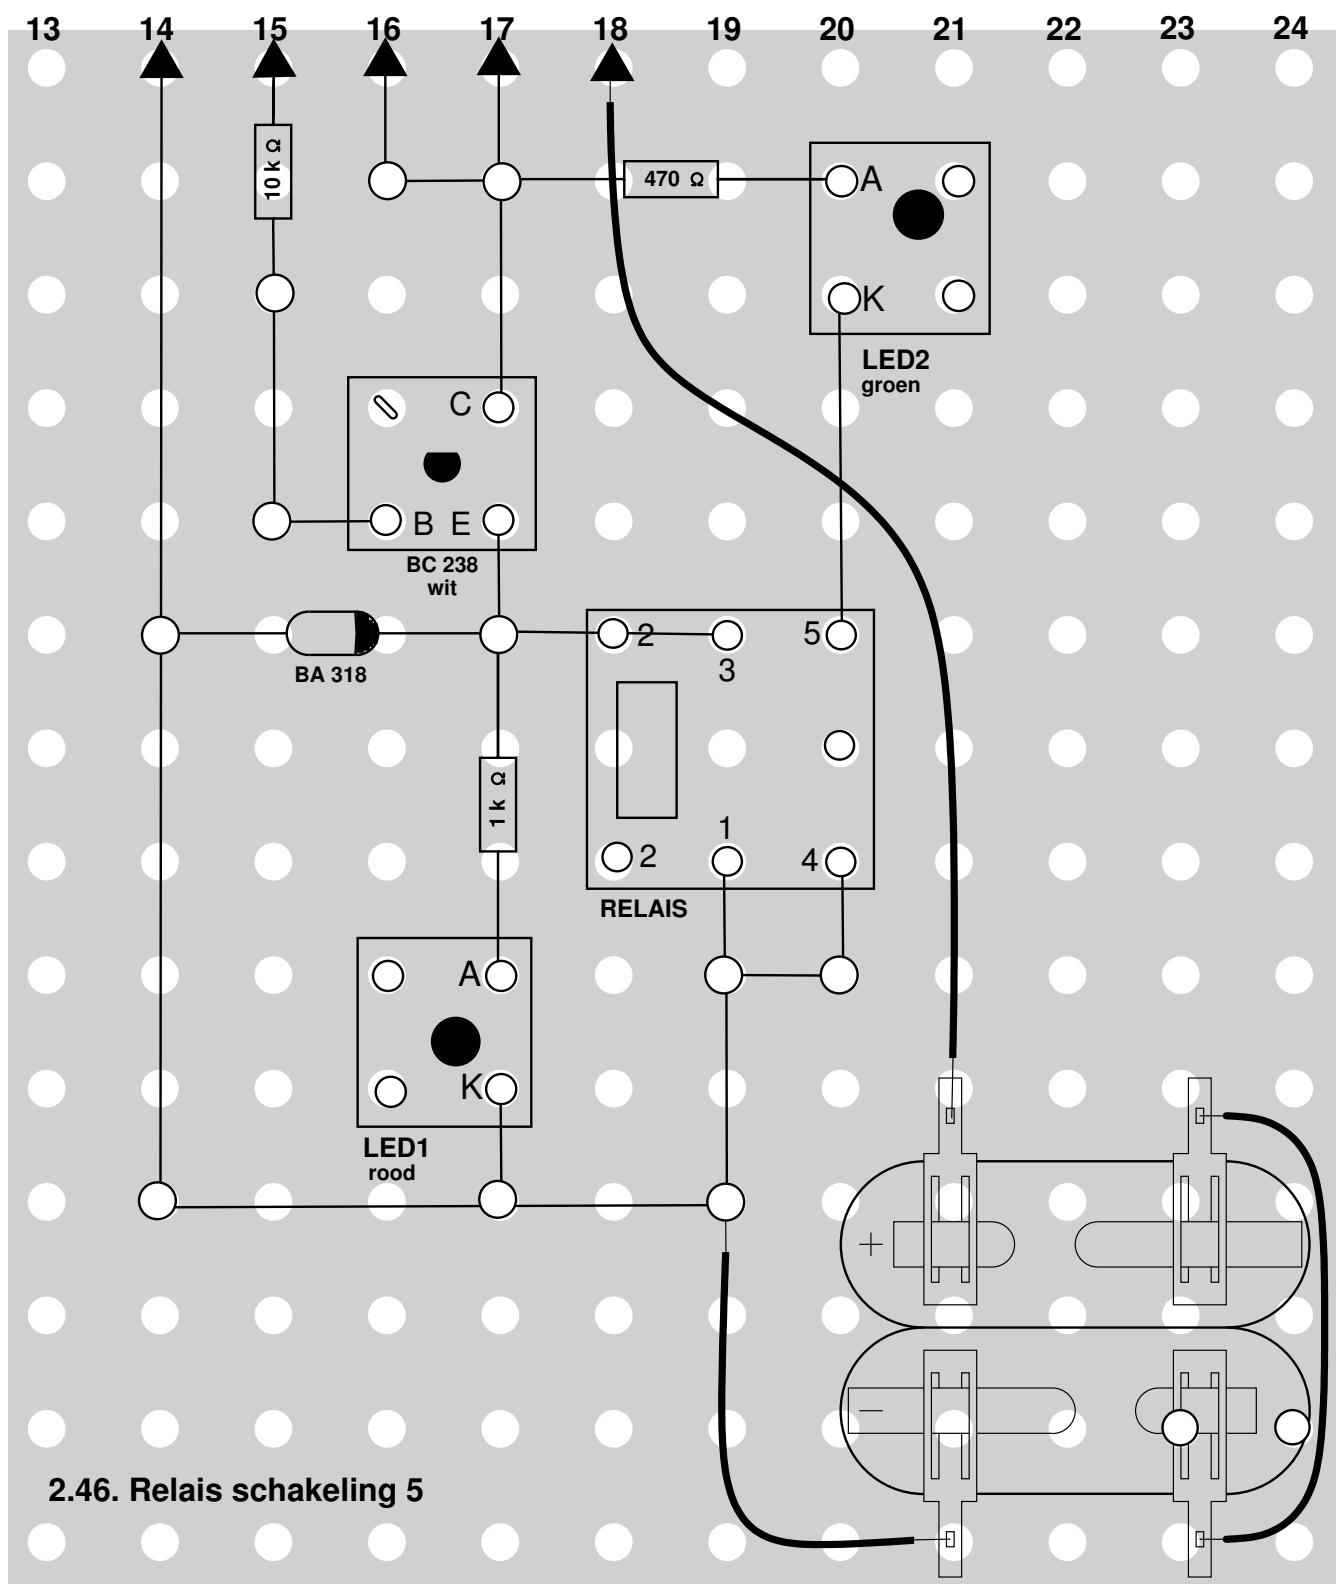 13 14 15 16 17 18 19 20 21 22 23 24
10 k Ω
470 Ω
A
K
LED2
groen
C
B E
BC 238
wit
2
3
5
BA 318
1 k Ω
1
2
4
RELAIS
A
K
LED1
rood
+
−
2.46. Relais schakeling 5